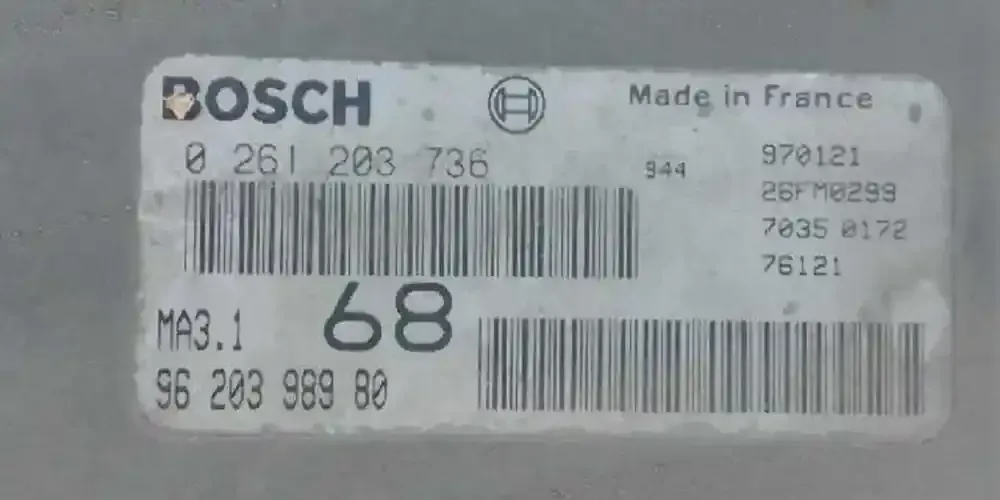 BOSCH
Made in France
0 261 203 736
944
970121
26FM0299
7035 0172
76121
MA3.1
68
96 203 989 80